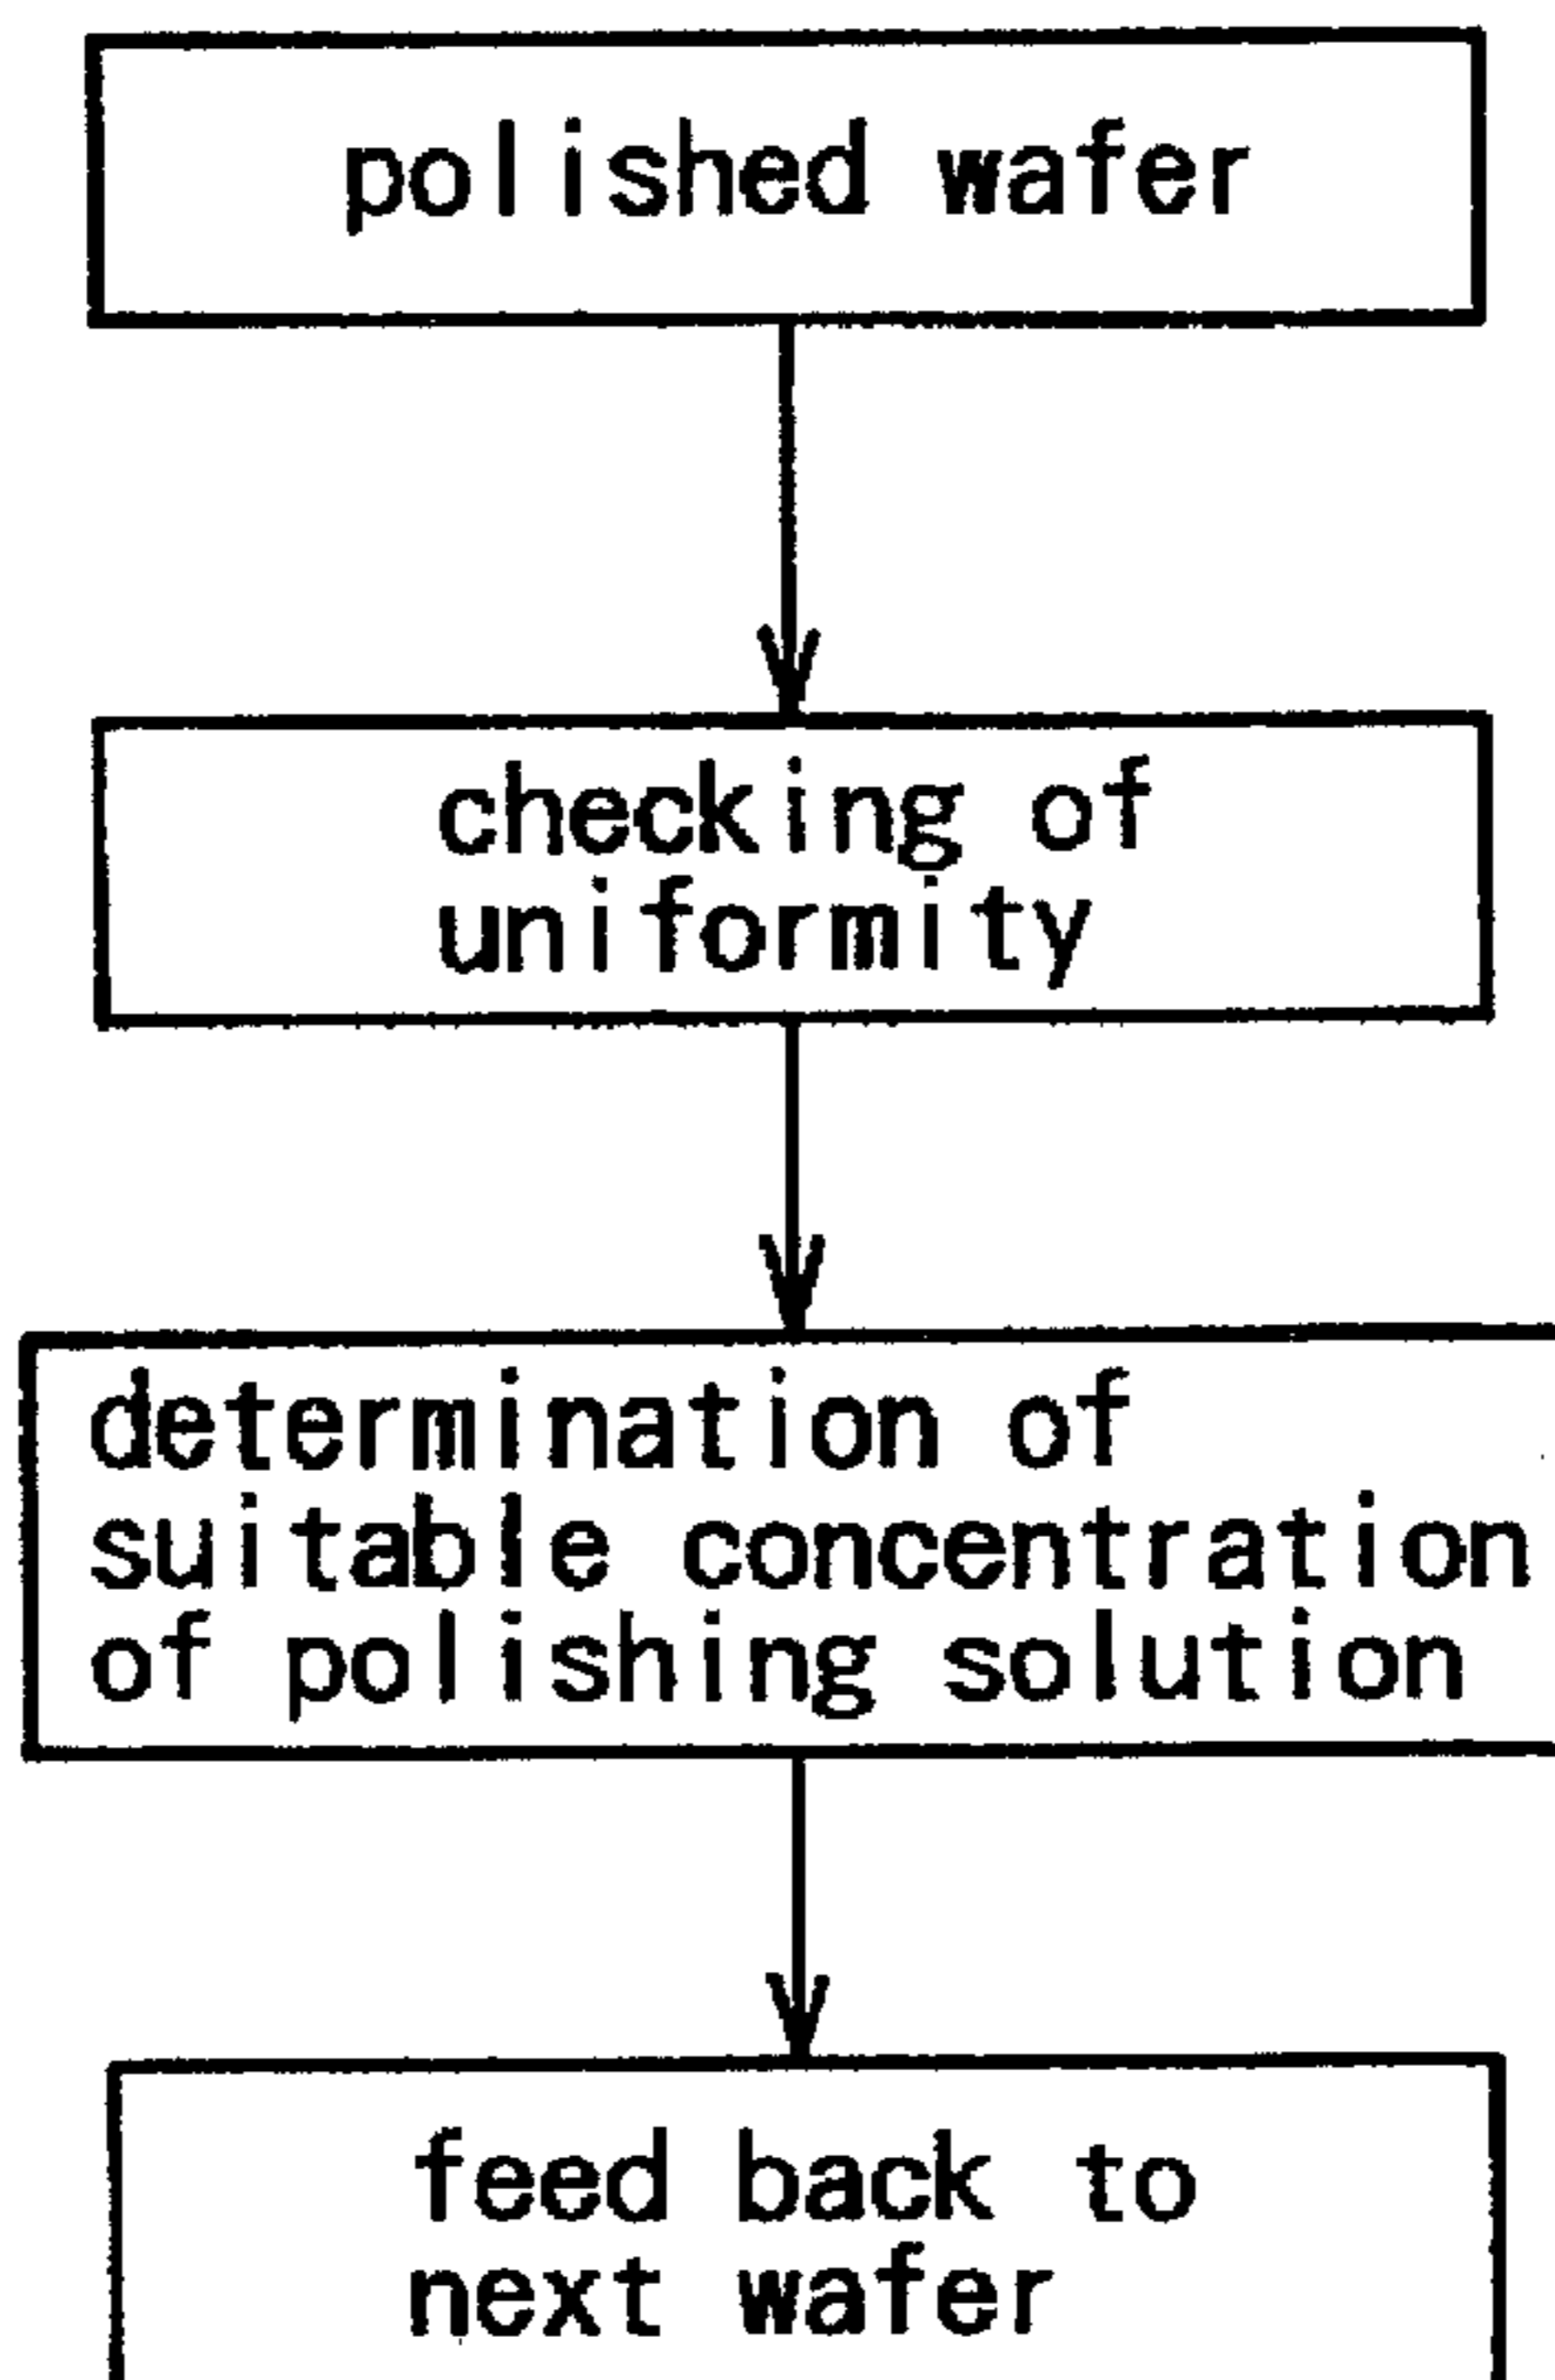 polished wafer
checking of
uniformity
determination of
suitable concentration
of polishing solution
feed back to
next wafer